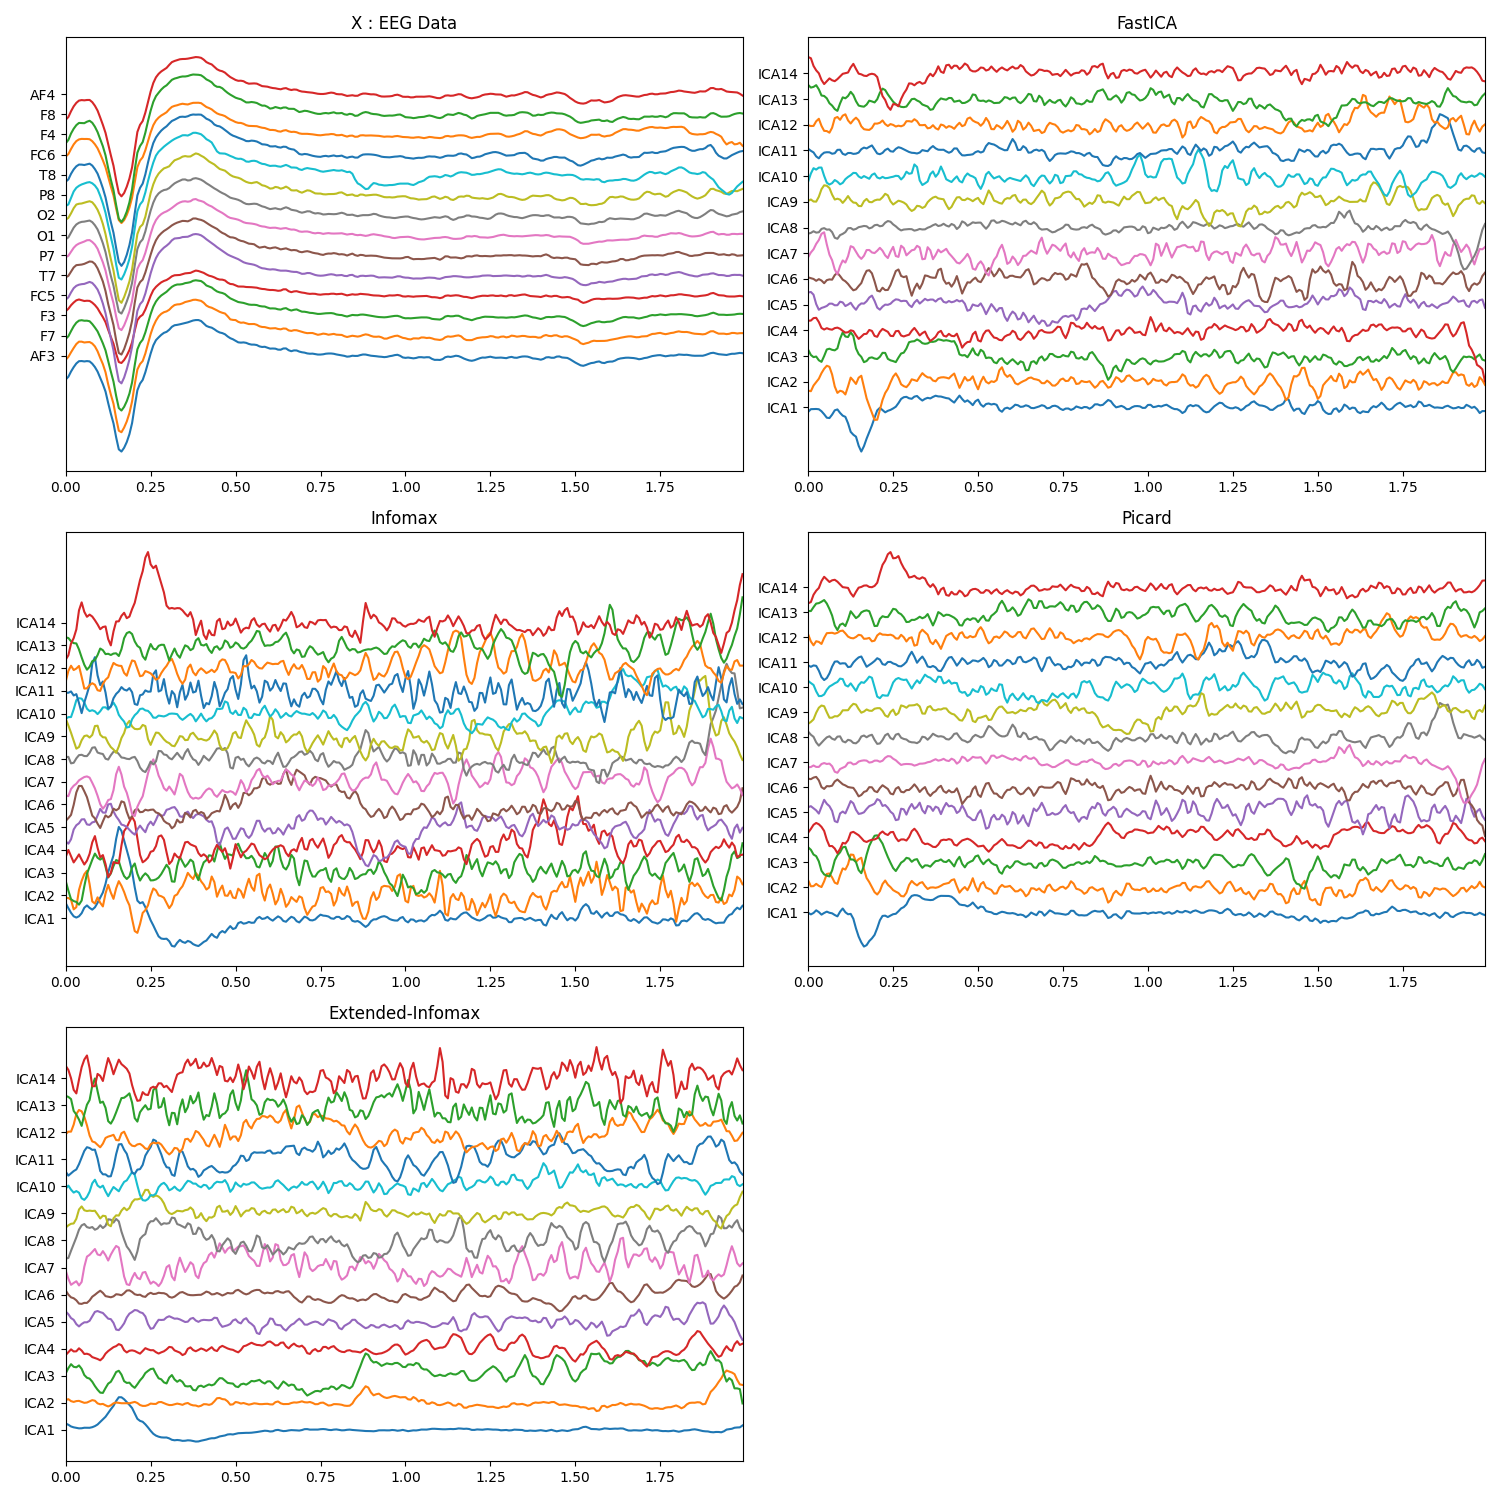 X : EEG Data
AF4
F8
F4
FC6
T8
P8
O2
O1
P7
T7
FC5
F3
F7
AF3
0.00 0.25 0.50 0.75 1.00 1.25 1.50 1.75
FastICA
ICA14
ICA13
ICA12
ICA11
ICA10
ICA9
ICA8
ICA7
ICA6
ICA5
ICA4
ICA3
ICA2
ICA1
0.00 0.25 0.50 0.75 1.00 1.25 1.50 1.75
Infomax
ICA14
ICA13
ICA12
ICA11
ICA10
ICA9
ICA8
ICA7
ICA6
ICA5
ICA4
ICA3
ICA2
ICA1
0.00 0.25 0.50 0.75 1.00 1.25 1.50 1.75
Picard
ICA14
ICA13
ICA12
ICA11
ICA10
ICA9
ICA8
ICA7
ICA6
ICA5
ICA4
ICA3
ICA2
ICA1
0.00 0.25 0.50 0.75 1.00 1.25 1.50 1.75
Extended-Infomax
ICA14
ICA13
ICA12
ICA11
ICA10
ICA9
ICA8
ICA7
ICA6
ICA5
ICA4
ICA3
ICA2
ICA1
0.00 0.25 0.50 0.75 1.00 1.25 1.50 1.75